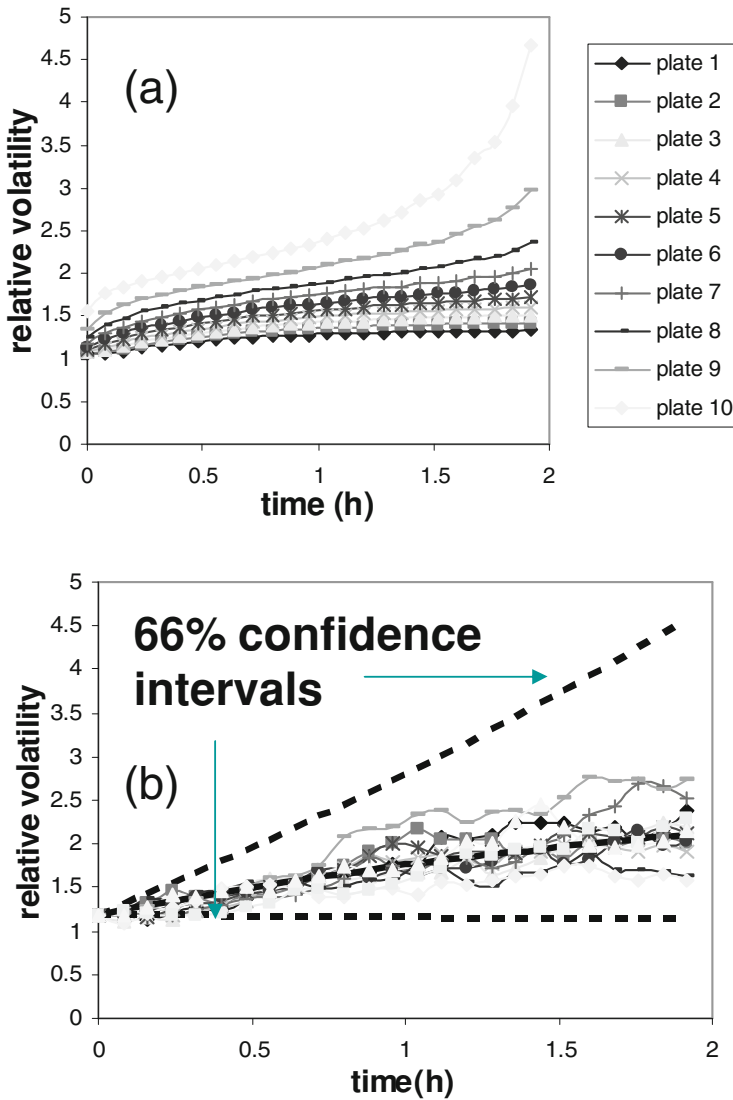 5
4.5
4
3.5
3
2.5
2
1.5
1
0.5
0
relative volatility
(a)
0 0.5 1 1.5 2
time (h)
plate 1
plate 2
plate 3
plate 4
plate 5
plate 6
plate 7
plate 8
plate 9
plate 10
5
4.5
4
3.5
3
2.5
2
1.5
1
0.5
0
relative volatility
66% confidence
intervals
(b)
0 0.5 1 1.5 2
time(h)